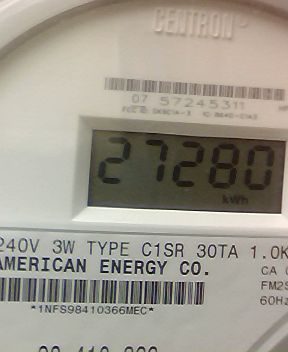 CENTRON
07 57245311
27280
kWh
240V 3W TYPE C1SR 30TA 1.0K
AMERICAN ENERGY CO.
CA
FM2S
60Hz
*1NFS98410366MEC*